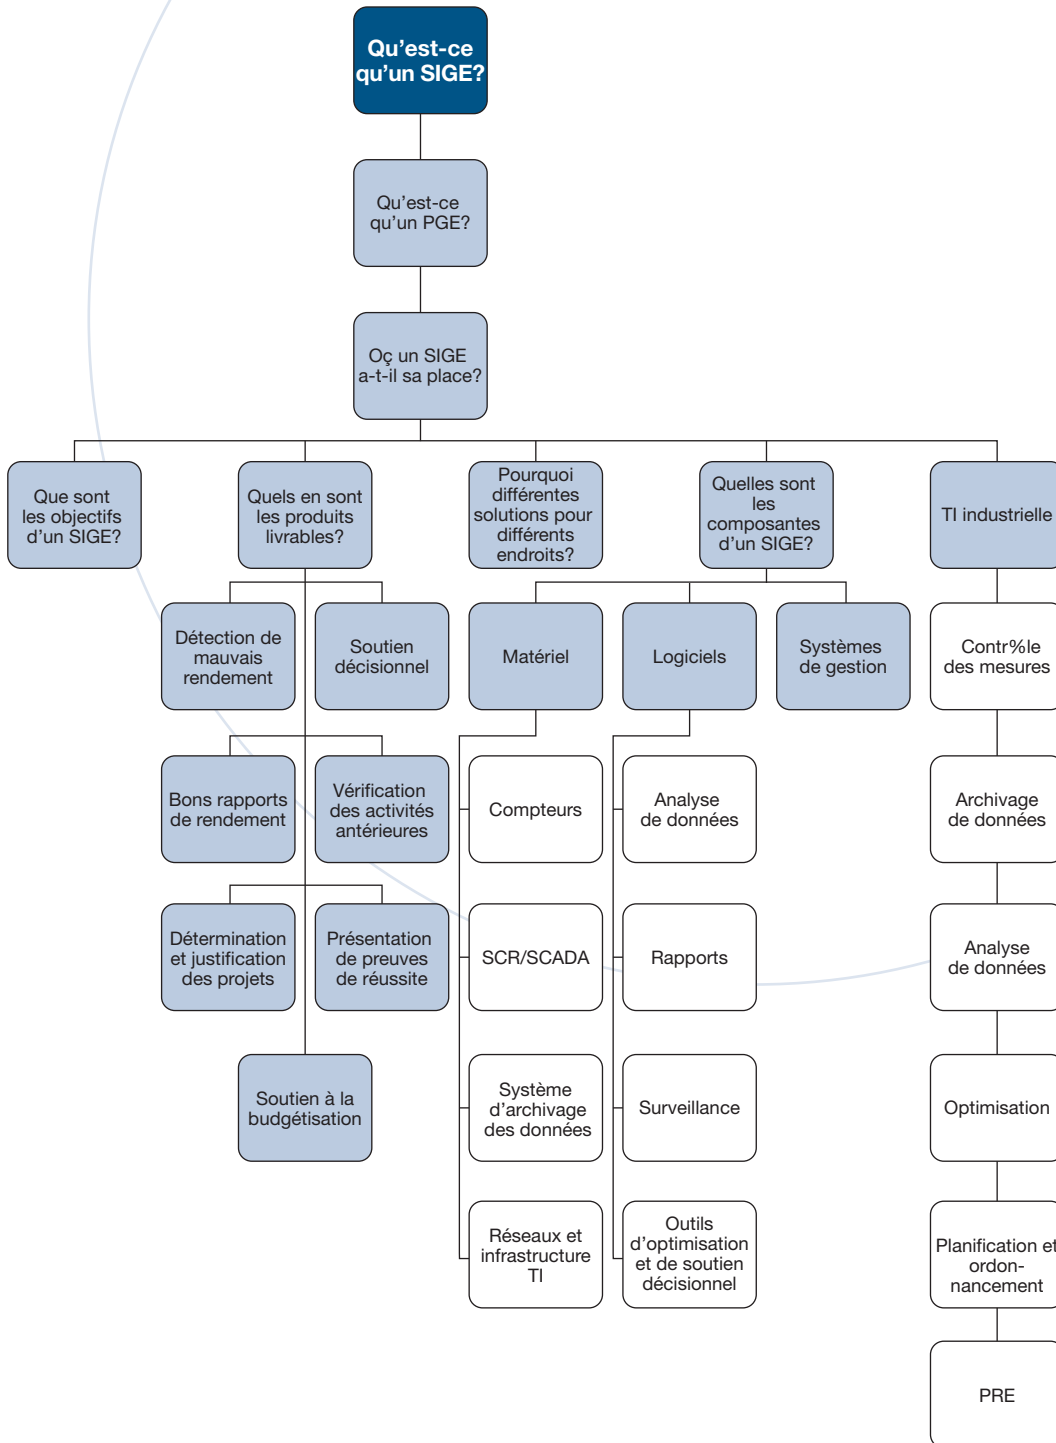 Qu'est-ce
qu'un SIGE?
Qu'est-ce
qu'un PGE?
Oç un SIGE
a-t-il sa place?
Que sont
les objectifs
d'un SIGE?
Quels en sont
les produits
livrables?
Pourquoi
différentes
solutions pour
différents
endroits?
Quelles sont
les
composantes
d'un SIGE?
TI industrielle
Détection de
mauvais
rendement
Soutien
décisionnel
Matériel
Logiciels
Systèmes
de gestion
Contr%le
des mesures
Bons rapports
de rendement
Vérification
des activités
antérieures
Compteurs
Analyse
de données
Archivage
de données
Détermination
et justification
des projets
Présentation
de preuves
de réussite
SCR/SCADA
Rapports
Analyse
de données
Soutien à la
budgétisation
Système
d'archivage
des données
Surveillance
Optimisation
Réseaux et
infrastructure
TI
Outils
d'optimisation
et de soutien
décisionnel
Planification et
ordon-
nancement
PRE